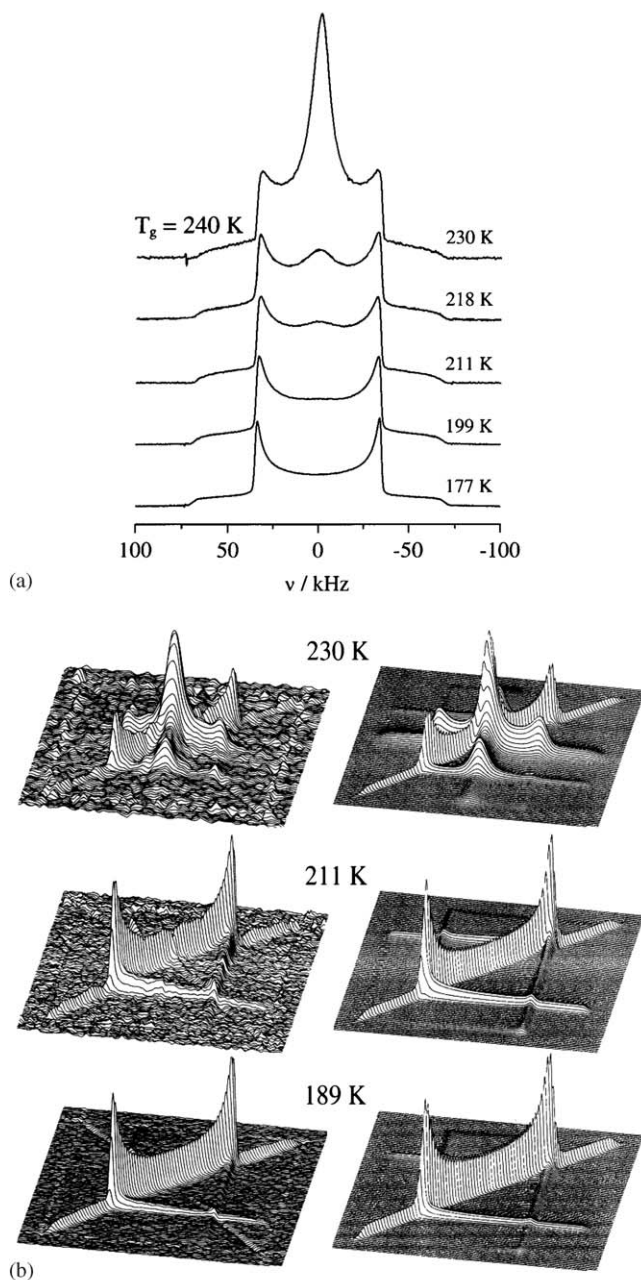 T_g = 240 K
230 K
218 K
211 K
199 K
177 K
100 50 0 -50 -100
ν / kHz
(a)
230 K
211 K
189 K
(b)